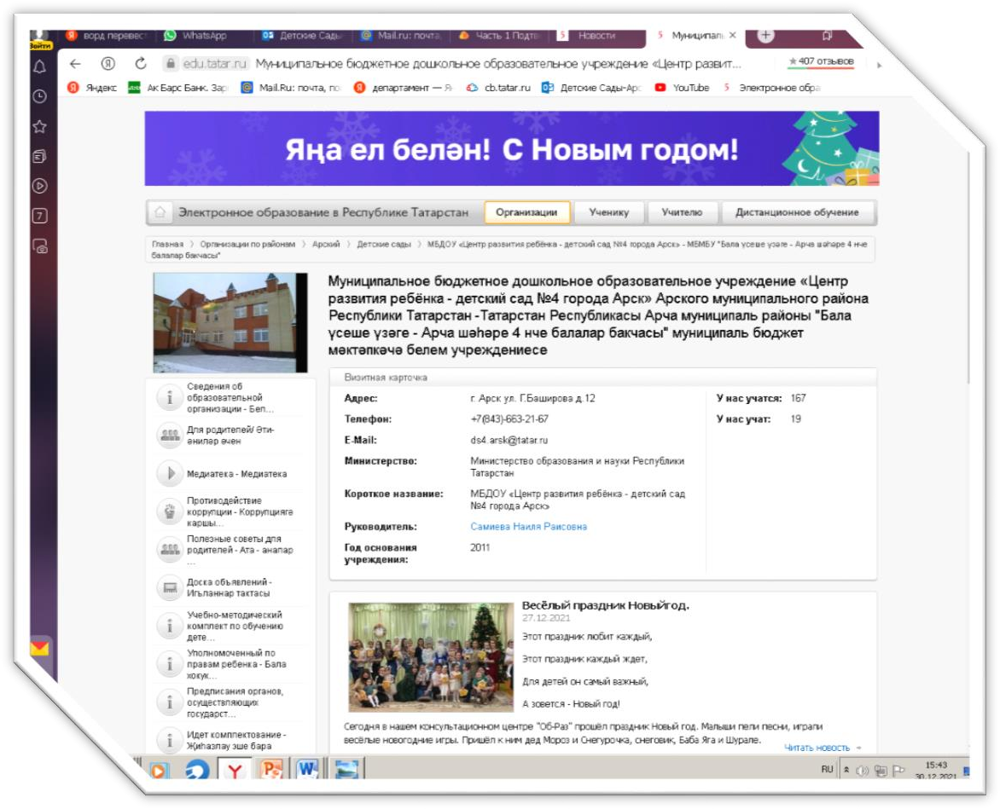 Войти
ворд перевест
WhatsApp
Детские Сады
Mail.ru: почта,
Часть 1 Подтв
Новости
Муниципаль
edu.tatar.ru Муниципальное бюджетное дошкольное образовательное учреждение «Центр развит...
407 отзывов
Яндекс
Ак Барс Банк. Зар
Mail.Ru: почта, по
департамент — Я
cb.tatar.ru
Детские Сады-Арс
YouTube
Электронное обра
7
Яңа ел белән! С Новым годом!
Электронное образование в Республике Татарстан
Организации
Ученику
Учителю
Дистанционное обучение
Главная 〉 Организации по районам 〉 Арский 〉 Детские сады 〉 МБДОУ «Центр развития ребёнка - детский сад №4 города Арск» - МБМБУ "Бала үсеше үзәге - Арча шәһәре 4 нче
балалар бакчасы"
Муниципальное бюджетное дошкольное образовательное учреждение «Центр
развития ребёнка - детский сад №4 города Арск» Арского муниципального района
Республики Татарстан -Татарстан Республикасы Арча муниципаль районы "Бала
үсеше үзәге - Арча шәһәре 4 нче балалар бакчасы" муниципаль бюджет
мәктәпкәчә белем учреждениесе
Сведения об
образовательной
организации - Бел...
Для родителей/ Әти-
әниләр өчен
Медиатека - Медиатека
Противодействие
коррупции - Коррупциягә
каршы...
Полезные советы для
родителей - Ата - аналар
...
Доска объявлений -
Игъланнар тактасы
Учебно-методический
комплект по обучению
дете...
Уполномоченный по
правам ребенка - Бала
хокук...
Предписания органов,
осуществляющих
государст...
Идет комплектование -
Җиһазлау эше бара
Визитная карточка
Адрес: г. Арск ул. Г.Баширова д.12
Телефон: +7(843)-663-21-67
E-Mail: ds4.arsk@tatar.ru
Министерство: Министерство образования и науки Республики
Татарстан
Короткое название: МБДОУ «Центр развития ребёнка - детский сад
№4 города Арск»
Руководитель: Самиева Наиля Раисовна
Год основания 2011
учреждения:
У нас учатся: 167
У нас учат: 19
Весёлый праздник Новыйгод.
27.12.2021
Этот праздник любит каждый,
Этот праздник каждый ждет,
Для детей он самый важный,
А зовется - Новый год!
Сегодня в нашем консультационном центре "Об-Раз" прошёл праздник Новый год. Малыши пели песни, играли
весёлые новогодние игры. Пришёл к ним дед Мороз и Снегурочка, снеговик, Баба Яга и Шурале.
Читать новость
RU
15:43
30.12.2021